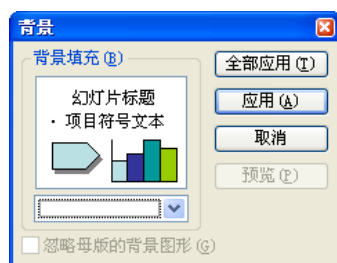 背景
背景填充(B)
幻灯片标题
· 项目符号文本
全部应用(T)
应用(A)
取消
预览(P)
忽略母版的背景图形(G)